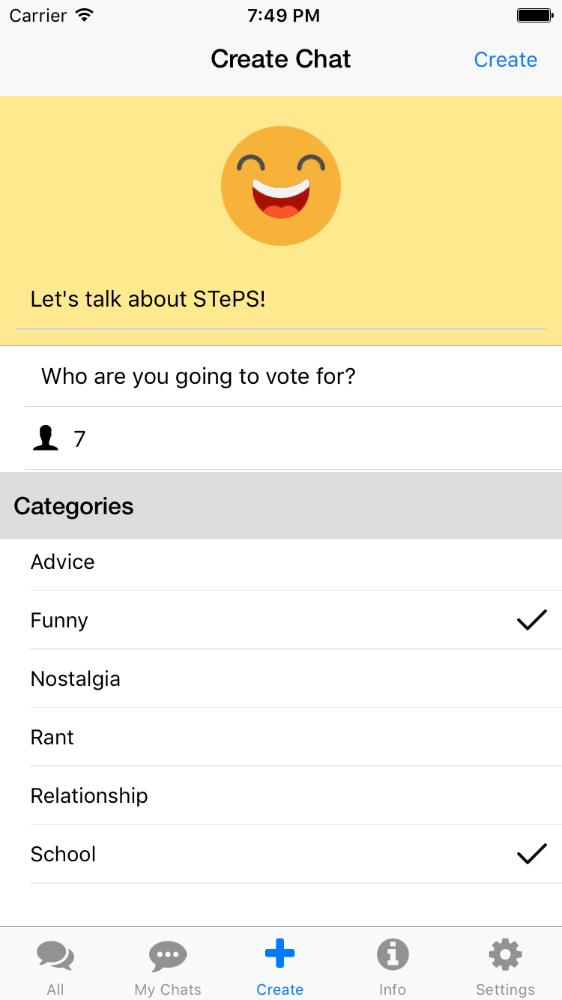 Carrier 7:49 PM
Create Chat Create
Let's talk about STePS!
Who are you going to vote for?
7
Categories
Advice
Funny
Nostalgia
Rant
Relationship
School
All My Chats Create Info Settings